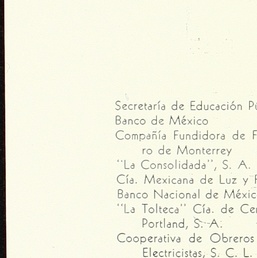 Secretaría de Educación Pú
Banco de México
Compañía Fundidora de F
ro de Monterrey
"La Consolidada", S. A.
Cía. Mexicana de Luz y F
Banco Nacional de Méxic
"La Tolteca" Cía. de Cem
Portland, S. A.
Cooperativa de Obreros
Electricistas, S. C. L.